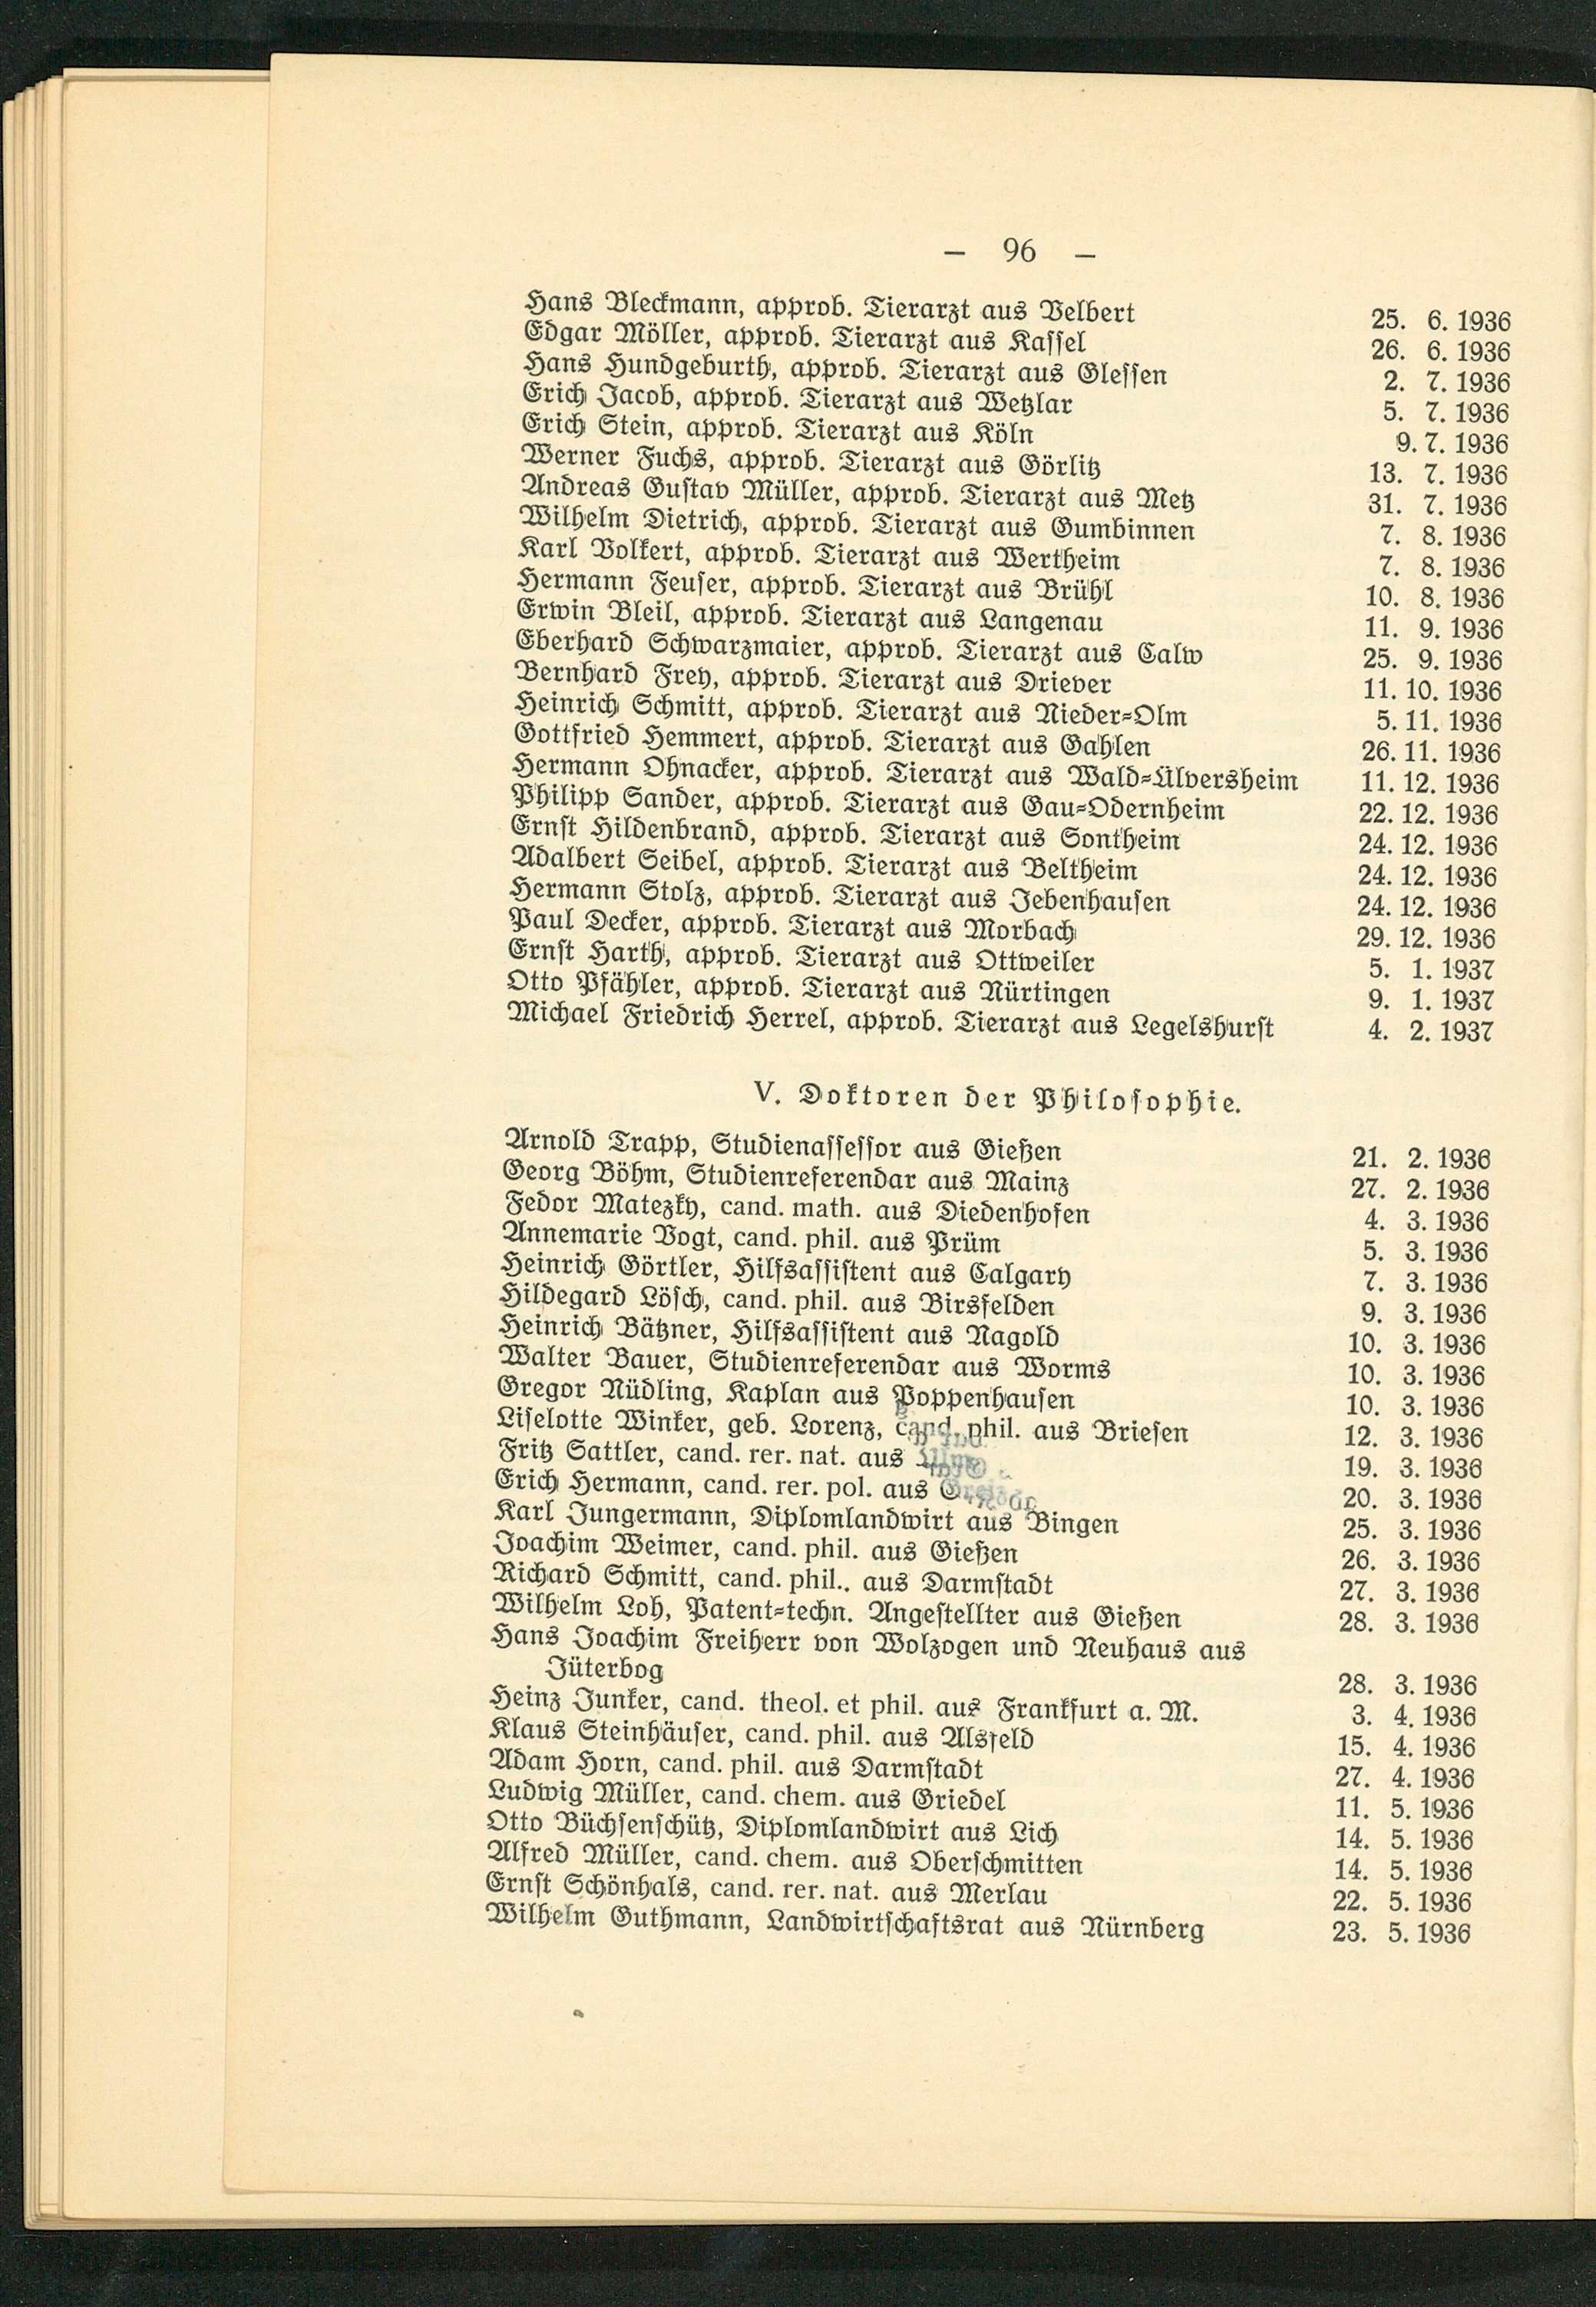 — 96 —
Hans Bleckmann, approb. Tierarzt aus Velbert 25. 6. 1936
Edgar Möller, approb. Tierarzt aus Kassel 26. 6. 1936
Hans Hundgeburth, approb. Tierarzt aus Glessen 2. 7. 1936
Erich Jacob, approb. Tierarzt aus Wetzlar 5. 7. 1936
Erich Stein, approb. Tierarzt aus Köln 9. 7. 1936
Werner Fuchs, approb. Tierarzt aus Görlitz 13. 7. 1936
Andreas Gustav Müller, approb. Tierarzt aus Metz 31. 7. 1936
Wilhelm Dietrich, approb. Tierarzt aus Gumbinnen 7. 8. 1936
Karl Volkert, approb. Tierarzt aus Wertheim 7. 8. 1936
Hermann Feuser, approb. Tierarzt aus Brühl 10. 8. 1936
Erwin Bleil, approb. Tierarzt aus Langenau 11. 9. 1936
Eberhard Schwarzmaier, approb. Tierarzt aus Calw 25. 9. 1936
Bernhard Frey, approb. Tierarzt aus Driever 11. 10. 1936
Heinrich Schmitt, approb. Tierarzt aus Nieder-Olm 5. 11. 1936
Gottfried Hemmert, approb. Tierarzt aus Gahlen 26. 11. 1936
Hermann Ohnacker, approb. Tierarzt aus Wald-Ülversheim 11. 12. 1936
Philipp Sander, approb. Tierarzt aus Gau-Odernheim 22. 12. 1936
Ernst Hildenbrand, approb. Tierarzt aus Sontheim 24. 12. 1936
Adalbert Seibel, approb. Tierarzt aus Beltheim 24. 12. 1936
Hermann Stolz, approb. Tierarzt aus Jebenhausen 24. 12. 1936
Paul Decker, approb. Tierarzt aus Morbach 29. 12. 1936
Ernst Harth, approb. Tierarzt aus Ottweiler 5. 1. 1937
Otto Pfähler, approb. Tierarzt aus Nürtingen 9. 1. 1937
Michael Friedrich Herrel, approb. Tierarzt aus Legelshurst 4. 2. 1937
V. Doktoren der Philosophie.
Arnold Trapp, Studienassessor aus Gießen 21. 2. 1936
Georg Böhm, Studienreferendar aus Mainz 27. 2. 1936
Fedor Matezky, cand. math. aus Diedenhofen 4. 3. 1936
Annemarie Vogt, cand. phil. aus Prüm 5. 3. 1936
Heinrich Görtler, Hilfsassistent aus Calgary 7. 3. 1936
Hildegard Lösch, cand. phil. aus Birsfelden 9. 3. 1936
Heinrich Bätzner, Hilfsassistent aus Nagold 10. 3. 1936
Walter Bauer, Studienreferendar aus Worms 10. 3. 1936
Gregor Nüdling, Kaplan aus Poppenhausen 10. 3. 1936
Liselotte Winker, geb. Lorenz, cand. phil. aus Briesen 12. 3. 1936
Fritz Sattler, cand. rer. nat. aus 19. 3. 1936
Erich Hermann, cand. rer. pol. aus 20. 3. 1936
Karl Jungermann, Diplomlandwirt aus Bingen 25. 3. 1936
Joachim Weimer, cand. phil. aus Gießen 26. 3. 1936
Richard Schmitt, cand. phil.. aus Darmstadt 27. 3. 1936
Wilhelm Loh, Patent-techn. Angestellter aus Gießen 28. 3. 1936
Hans Joachim Freiherr von Wolzogen und Neuhaus aus
Jüterbog 28. 3. 1936
Heinz Junker, cand. theol. et phil. aus Frankfurt a. M. 3. 4. 1936
Klaus Steinhäuser, cand. phil. aus Alsfeld 15. 4. 1936
Adam Horn, cand. phil. aus Darmstadt 27. 4. 1936
Ludwig Müller, cand. chem. aus Griedel 11. 5. 1936
Otto Büchsenschütz, Diplomlandwirt aus Lich 14. 5. 1936
Alfred Müller, cand. chem. aus Oberschmitten 14. 5. 1936
Ernst Schönhals, cand. rer. nat. aus Merlau 22. 5. 1936
Wilhelm Guthmann, Landwirtschaftsrat aus Nürnberg 23. 5. 1936